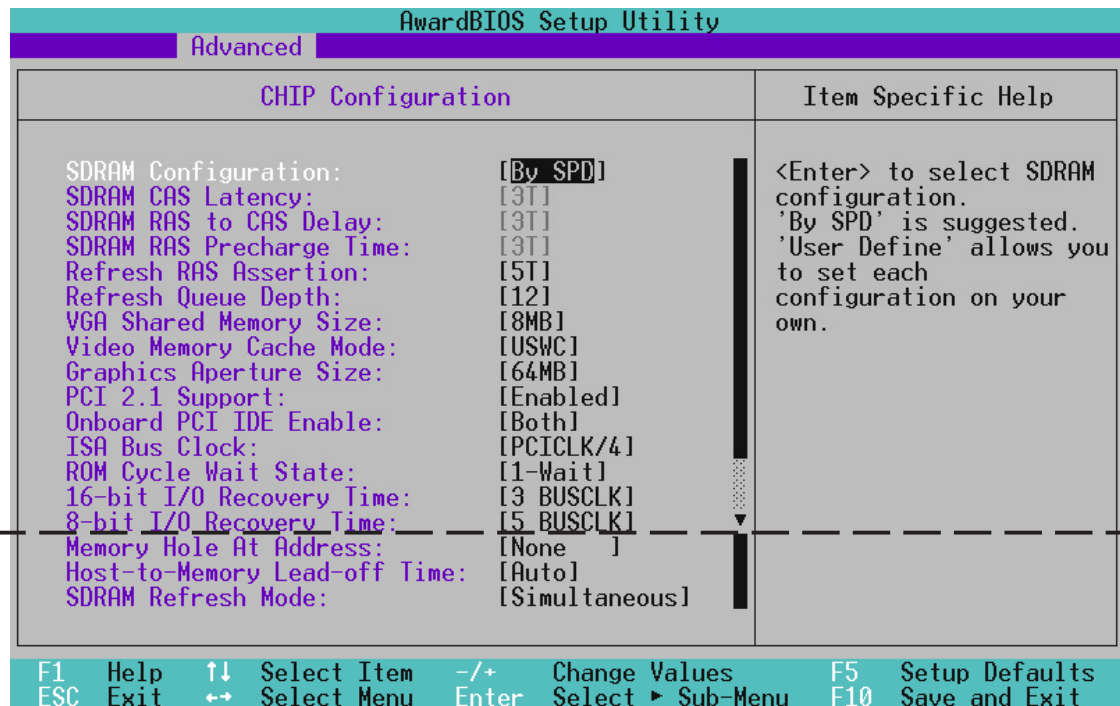 AwardBIOS Setup Utility
Advanced
CHIP Configuration
SDRAM Configuration: [By SPD]
SDRAM CAS Latency: [3T]
SDRAM RAS to CAS Delay: [3T]
SDRAM RAS Precharge Time: [3T]
Refresh RAS Assertion: [5T]
Refresh Queue Depth: [12]
VGA Shared Memory Size: [8MB]
Video Memory Cache Mode: [USWC]
Graphics Aperture Size: [64MB]
PCI 2.1 Support: [Enabled]
Onboard PCI IDE Enable: [Both]
ISA Bus Clock: [PCICLK/4]
ROM Cycle Wait State: [1-Wait]
16-bit I/O Recovery Time: [3 BUSCLK]
8-bit I/O Recovery Time: [5 BUSCLK]
Memory Hole At Address: [None ]
Host-to-Memory Lead-off Time: [Auto]
SDRAM Refresh Mode: [Simultaneous]
Item Specific Help
<Enter> to select SDRAM
configuration.
'By SPD' is suggested.
'User Define' allows you
to set each
configuration on your
own.
F1 Help ↑↓ Select Item -/+ Change Values F5 Setup Defaults
ESC Exit ←→ Select Menu Enter Select ► Sub-Menu F10 Save and Exit